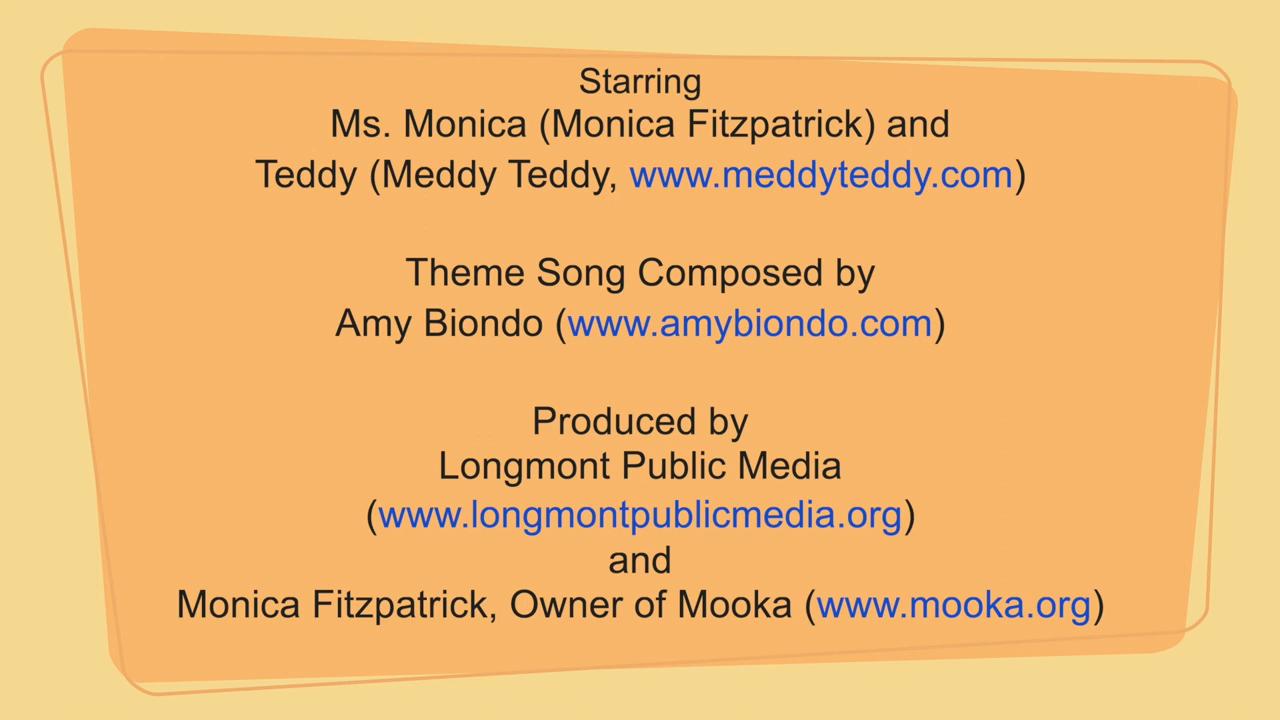 Starring
Ms. Monica (Monica Fitzpatrick) and
Teddy (Meddy Teddy, www.meddyteddy.com)
Theme Song Composed by
Amy Biondo (www.amybiondo.com)
Produced by
Longmont Public Media
(www.longmontpublicmedia.org)
and
Monica Fitzpatrick, Owner of Mooka (www.mooka.org)